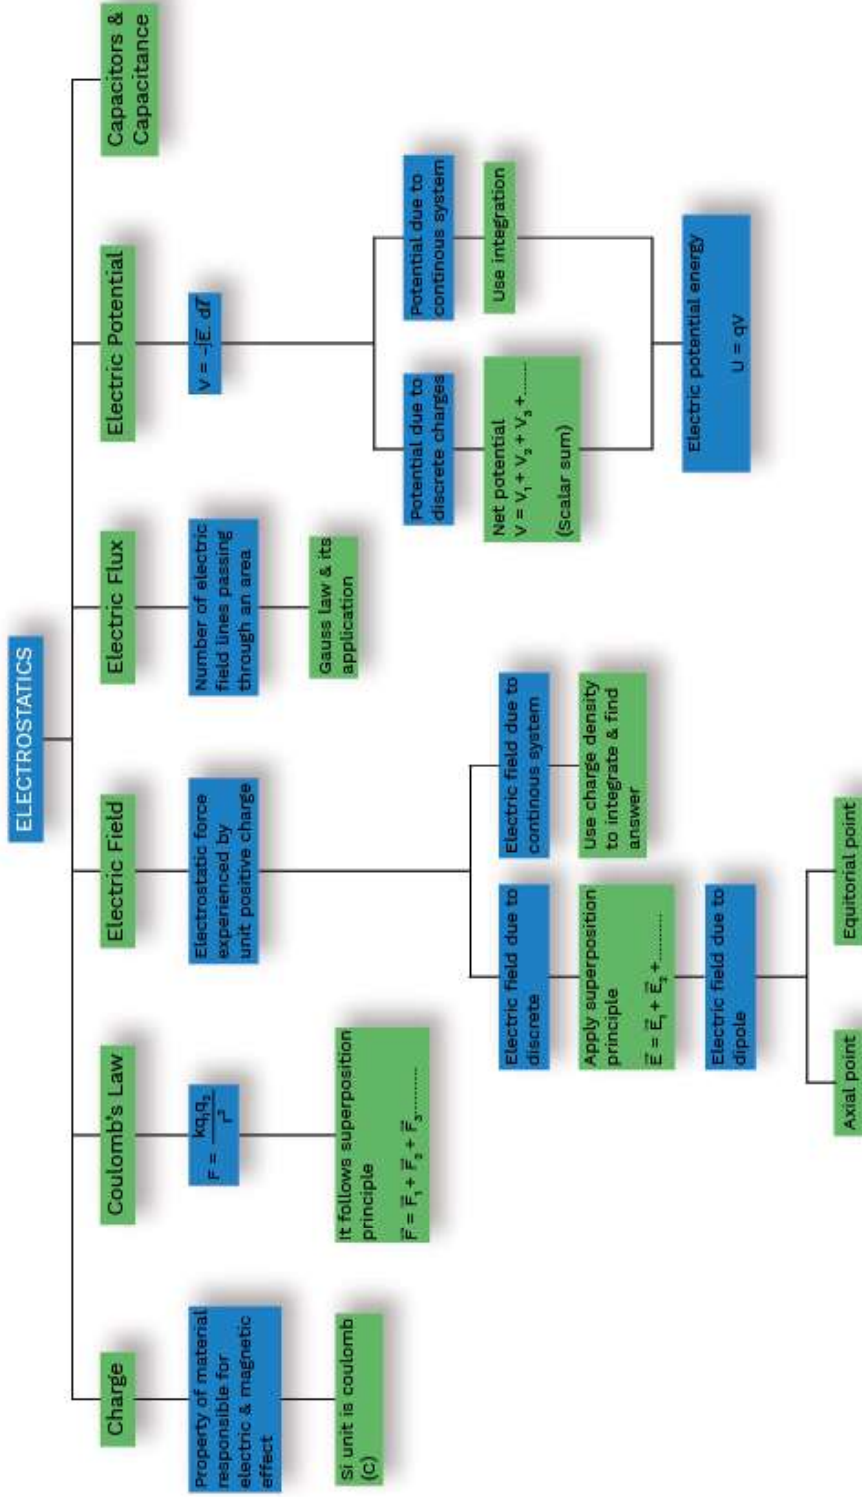 ELECTROSTATICS
Charge
Property of material
responsible for
electric & magnetic
effect
Si unit is coulomb
(C)
Coulomb's Law
F = kq₁q₂/r²
It follows superposition
principle
F⃗ = F⃗₁ + F⃗₂ + F⃗₃..........
Electric Field
Electrostatic force
experienced by
unit positive charge
Electric field due to
discrete
Apply superposition
principle
E⃗ = E⃗₁ + E⃗₂ +..........
Electric field due to
dipole
Axial point
Equitorial point
Electric field due to
continous system
Use charge density
to integrate & find
answer
Electric Flux
Number of electric
field lines passing
through an area
Gauss law & its
application
Electric Potential
V = -∫E⃗. dl⃗
Potential due to
discrete charges
Net potential
V = V₁ + V₂ + V₃ +........
(Scalar sum)
Potential due to
continous system
Use integration
Electric potential energy
U = qV
Capacitors &
Capacitance